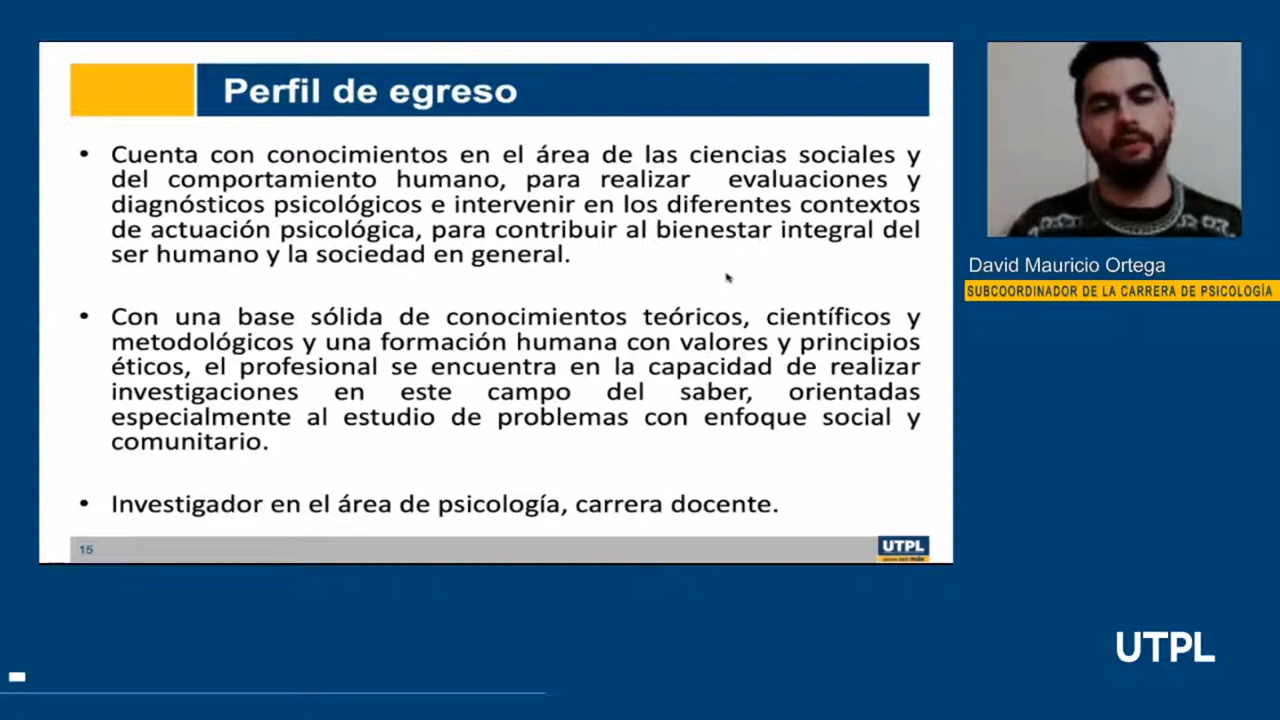 Perfil de egreso
• Cuenta con conocimientos en el área de las ciencias sociales y
del comportamiento humano, para realizar evaluaciones y
diagnósticos psicológicos e intervenir en los diferentes contextos
de actuación psicológica, para contribuir al bienestar integral del
ser humano y la sociedad en general.
• Con una base sólida de conocimientos teóricos, científicos y
metodológicos y una formación humana con valores y principios
éticos, el profesional se encuentra en la capacidad de realizar
investigaciones en este campo del saber, orientadas
especialmente al estudio de problemas con enfoque social y
comunitario.
• Investigador en el área de psicología, carrera docente.
15
UTPL
David Mauricio Ortega
SUBCOORDINADOR DE LA CARRERA DE PSICOLOGÍA
UTPL